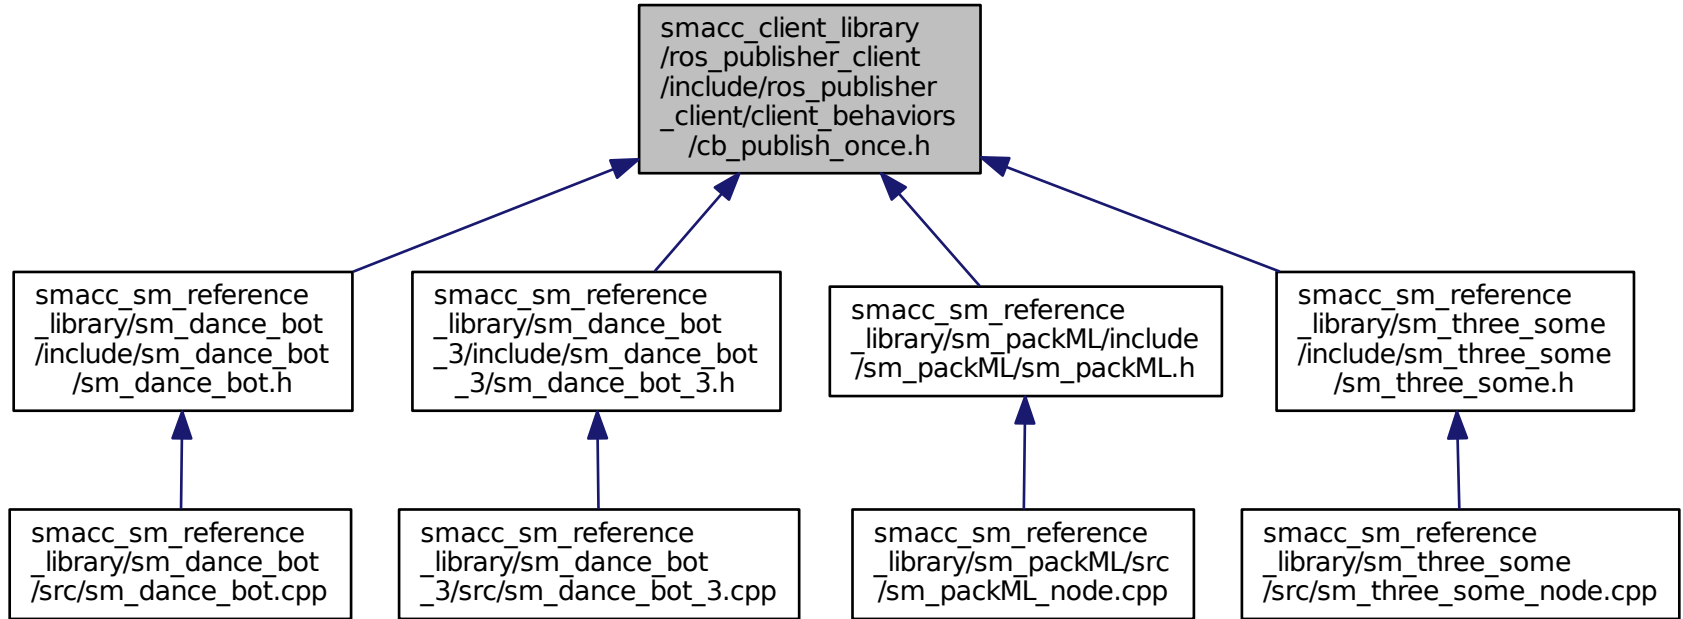 smacc_client_library
/ros_publisher_client
/include/ros_publisher
_client/client_behaviors
/cb_publish_once.h
smacc_sm_reference
_library/sm_dance_bot
/include/sm_dance_bot
/sm_dance_bot.h
smacc_sm_reference
_library/sm_dance_bot
_3/include/sm_dance_bot
_3/sm_dance_bot_3.h
smacc_sm_reference
_library/sm_packML/include
/sm_packML/sm_packML.h
smacc_sm_reference
_library/sm_three_some
/include/sm_three_some
/sm_three_some.h
smacc_sm_reference
_library/sm_dance_bot
/src/sm_dance_bot.cpp
smacc_sm_reference
_library/sm_dance_bot
_3/src/sm_dance_bot_3.cpp
smacc_sm_reference
_library/sm_packML/src
/sm_packML_node.cpp
smacc_sm_reference
_library/sm_three_some
/src/sm_three_some_node.cpp